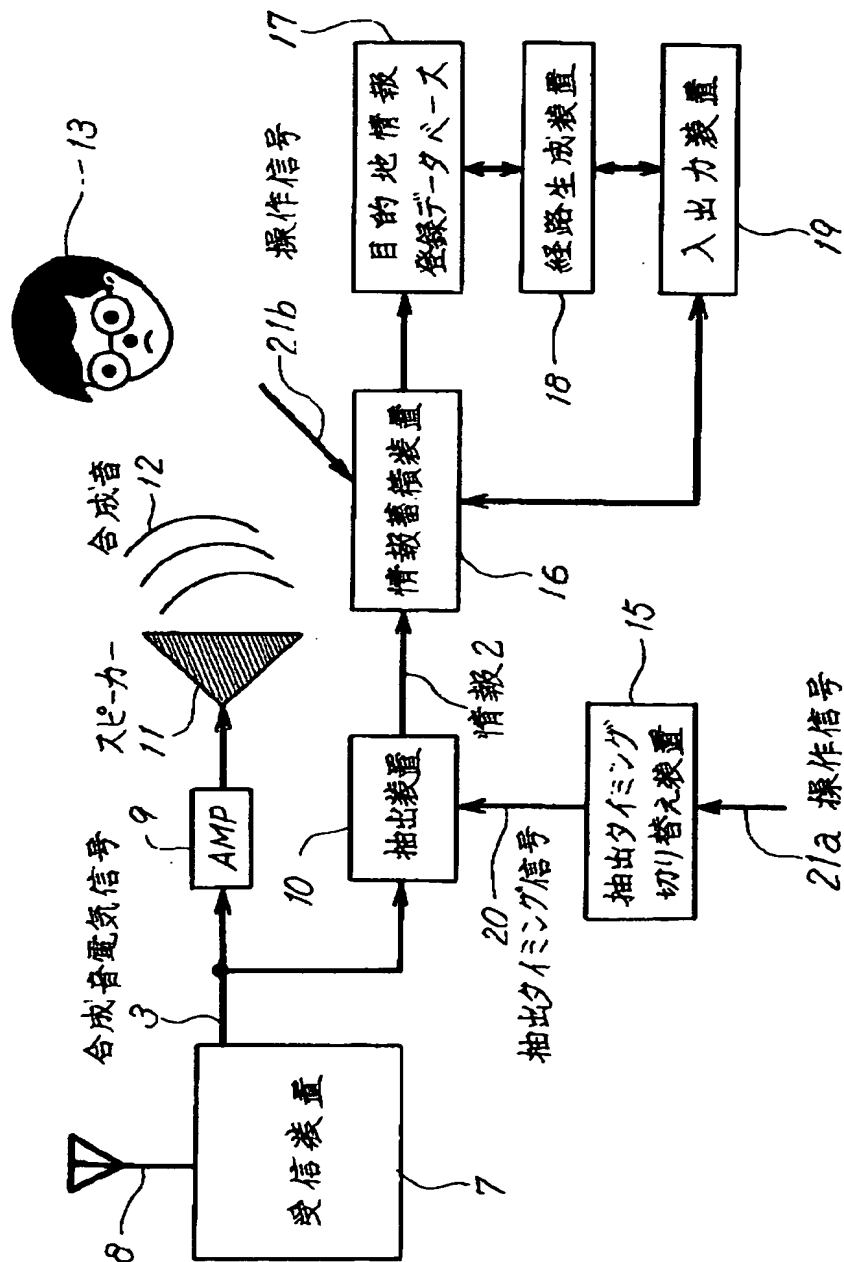 8
受信装置
7
合成音電気信号
3
9
AMP
スピーカー
11
合成音
12
13
10
抽出装置
情報2
20
抽出タイミング信号
抽出タイミング
切り替え装置
15
21a 操作信号
情報蓄積装置
16
21b 操作信号
目的地情報
登録データベース
17
経路生成装置
18
入出力装置
19